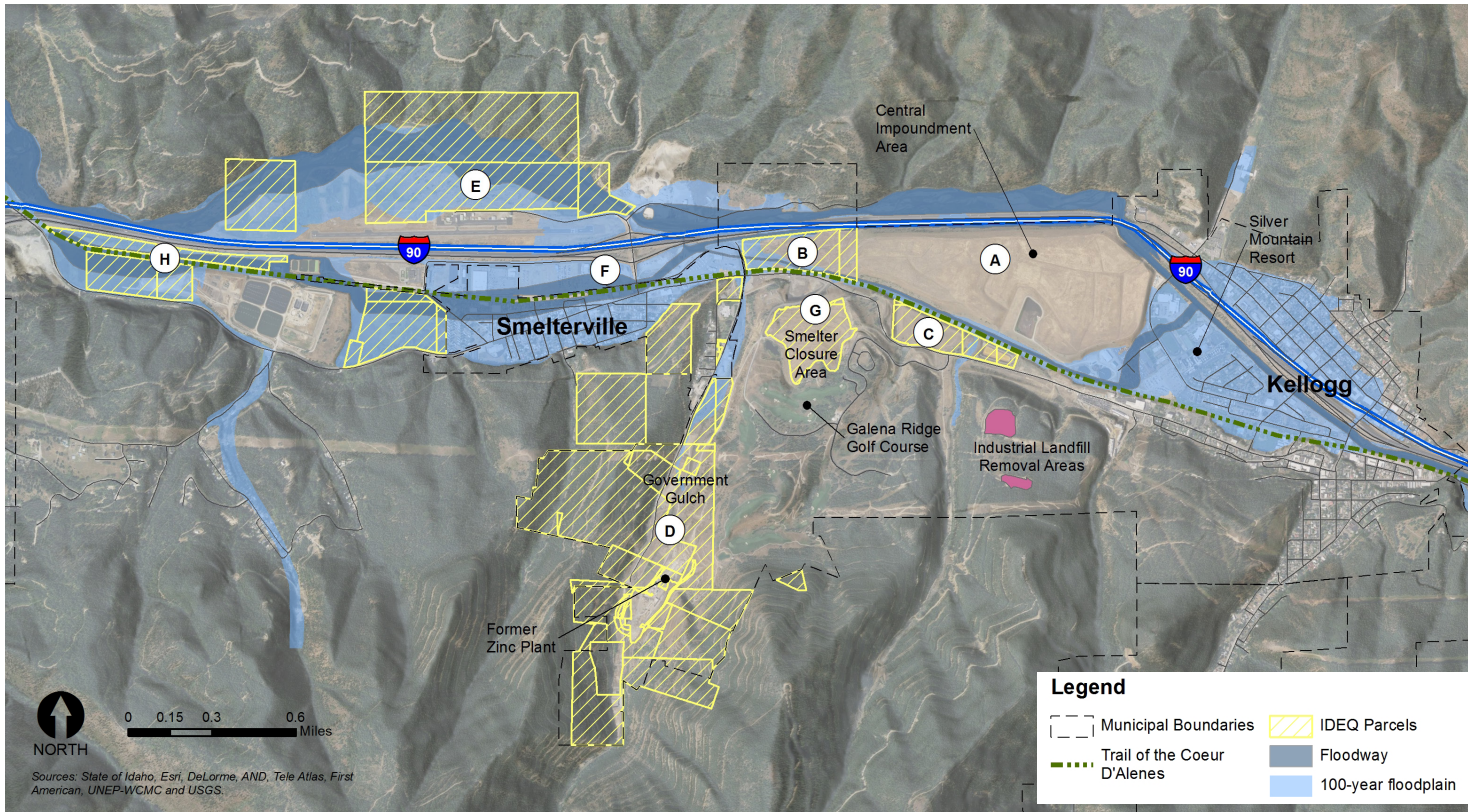 Central
Impoundment
Area
Silver
Mountain
Resort
E
B
A
H
90
F
90
G
Smelterville
Smelter
Closure
Area
C
Kellogg
Galena Ridge
Golf Course
Industrial Landfill
Removal Areas
Government
Gulch
D
Former
Zinc Plant
NORTH
0 0.15 0.3 0.6
Miles
Sources: State of Idaho, Esri, DeLorme, AND, Tele Atlas, First
American, UNEP-WCMC and USGS.
Legend
Municipal Boundaries
Trail of the Coeur
D'Alenes
IDEQ Parcels
Floodway
100-year floodplain